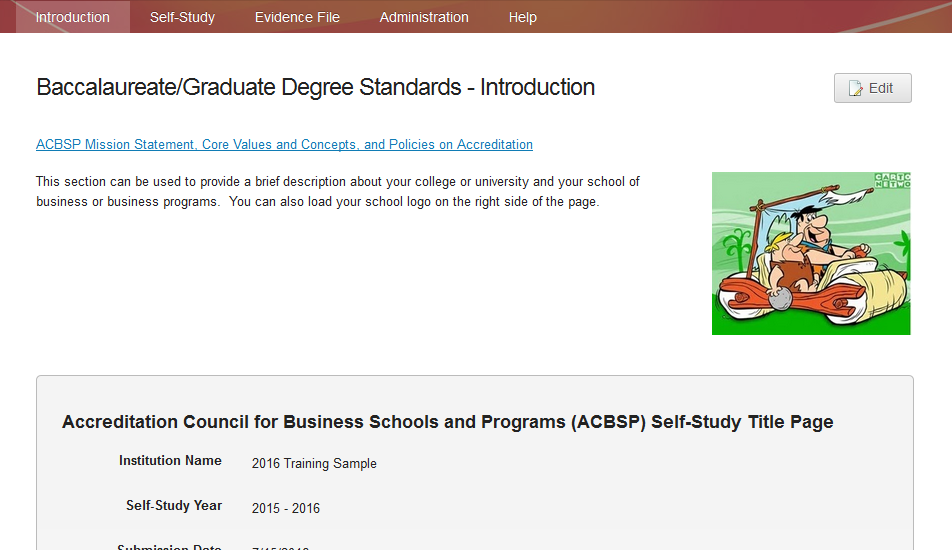 Introduction Self-Study Evidence File Administration Help
Baccalaureate/Graduate Degree Standards - Introduction
Edit
ACBSP Mission Statement, Core Values and Concepts, and Policies on Accreditation
This section can be used to provide a brief description about your college or university and your school of
business or business programs. You can also load your school logo on the right side of the page.
Accreditation Council for Business Schools and Programs (ACBSP) Self-Study Title Page
Institution Name 2016 Training Sample
Self-Study Year 2015 - 2016
Submission Date